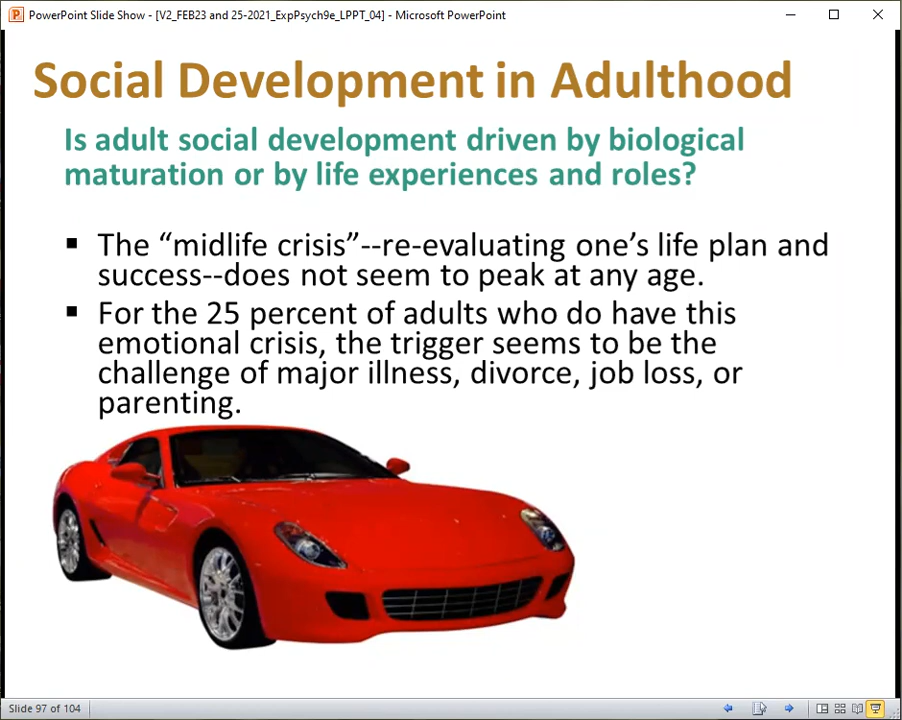 PowerPoint Slide Show - [V2_FEB23 and 25-2021_ExpPsych9e_LPPT_04] - Microsoft PowerPoint
Social Development in Adulthood
Is adult social development driven by biological
maturation or by life experiences and roles?
▪ The “midlife crisis”--re-evaluating one’s life plan and
success--does not seem to peak at any age.
▪ For the 25 percent of adults who do have this
emotional crisis, the trigger seems to be the
challenge of major illness, divorce, job loss, or
parenting.
Slide 97 of 104